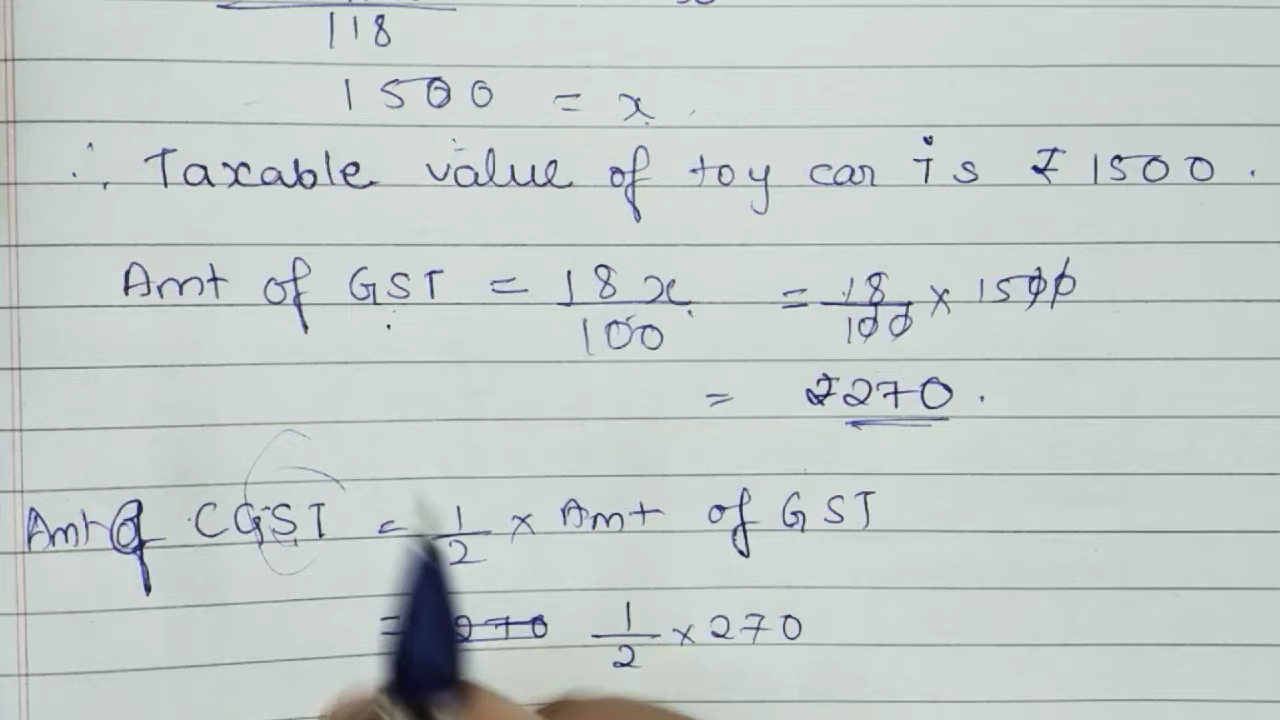 118
1500 = x
∴ Taxable value of toy car is ₹ 1500.
Amt of GST = 18x/100 = 18/100 × 1500
= ₹270.
Amt of CGST = 1/2 × Amt of GST
= 270 1/2 × 270